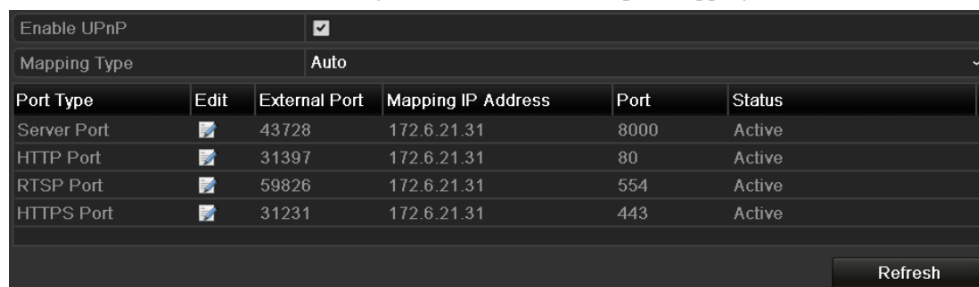 Enable UPnP
Mapping Type Auto
Port Type Edit External Port Mapping IP Address Port Status
Server Port 43728 172.6.21.31 8000 Active
HTTP Port 31397 172.6.21.31 80 Active
RTSP Port 59826 172.6.21.31 554 Active
HTTPS Port 31231 172.6.21.31 443 Active
Refresh